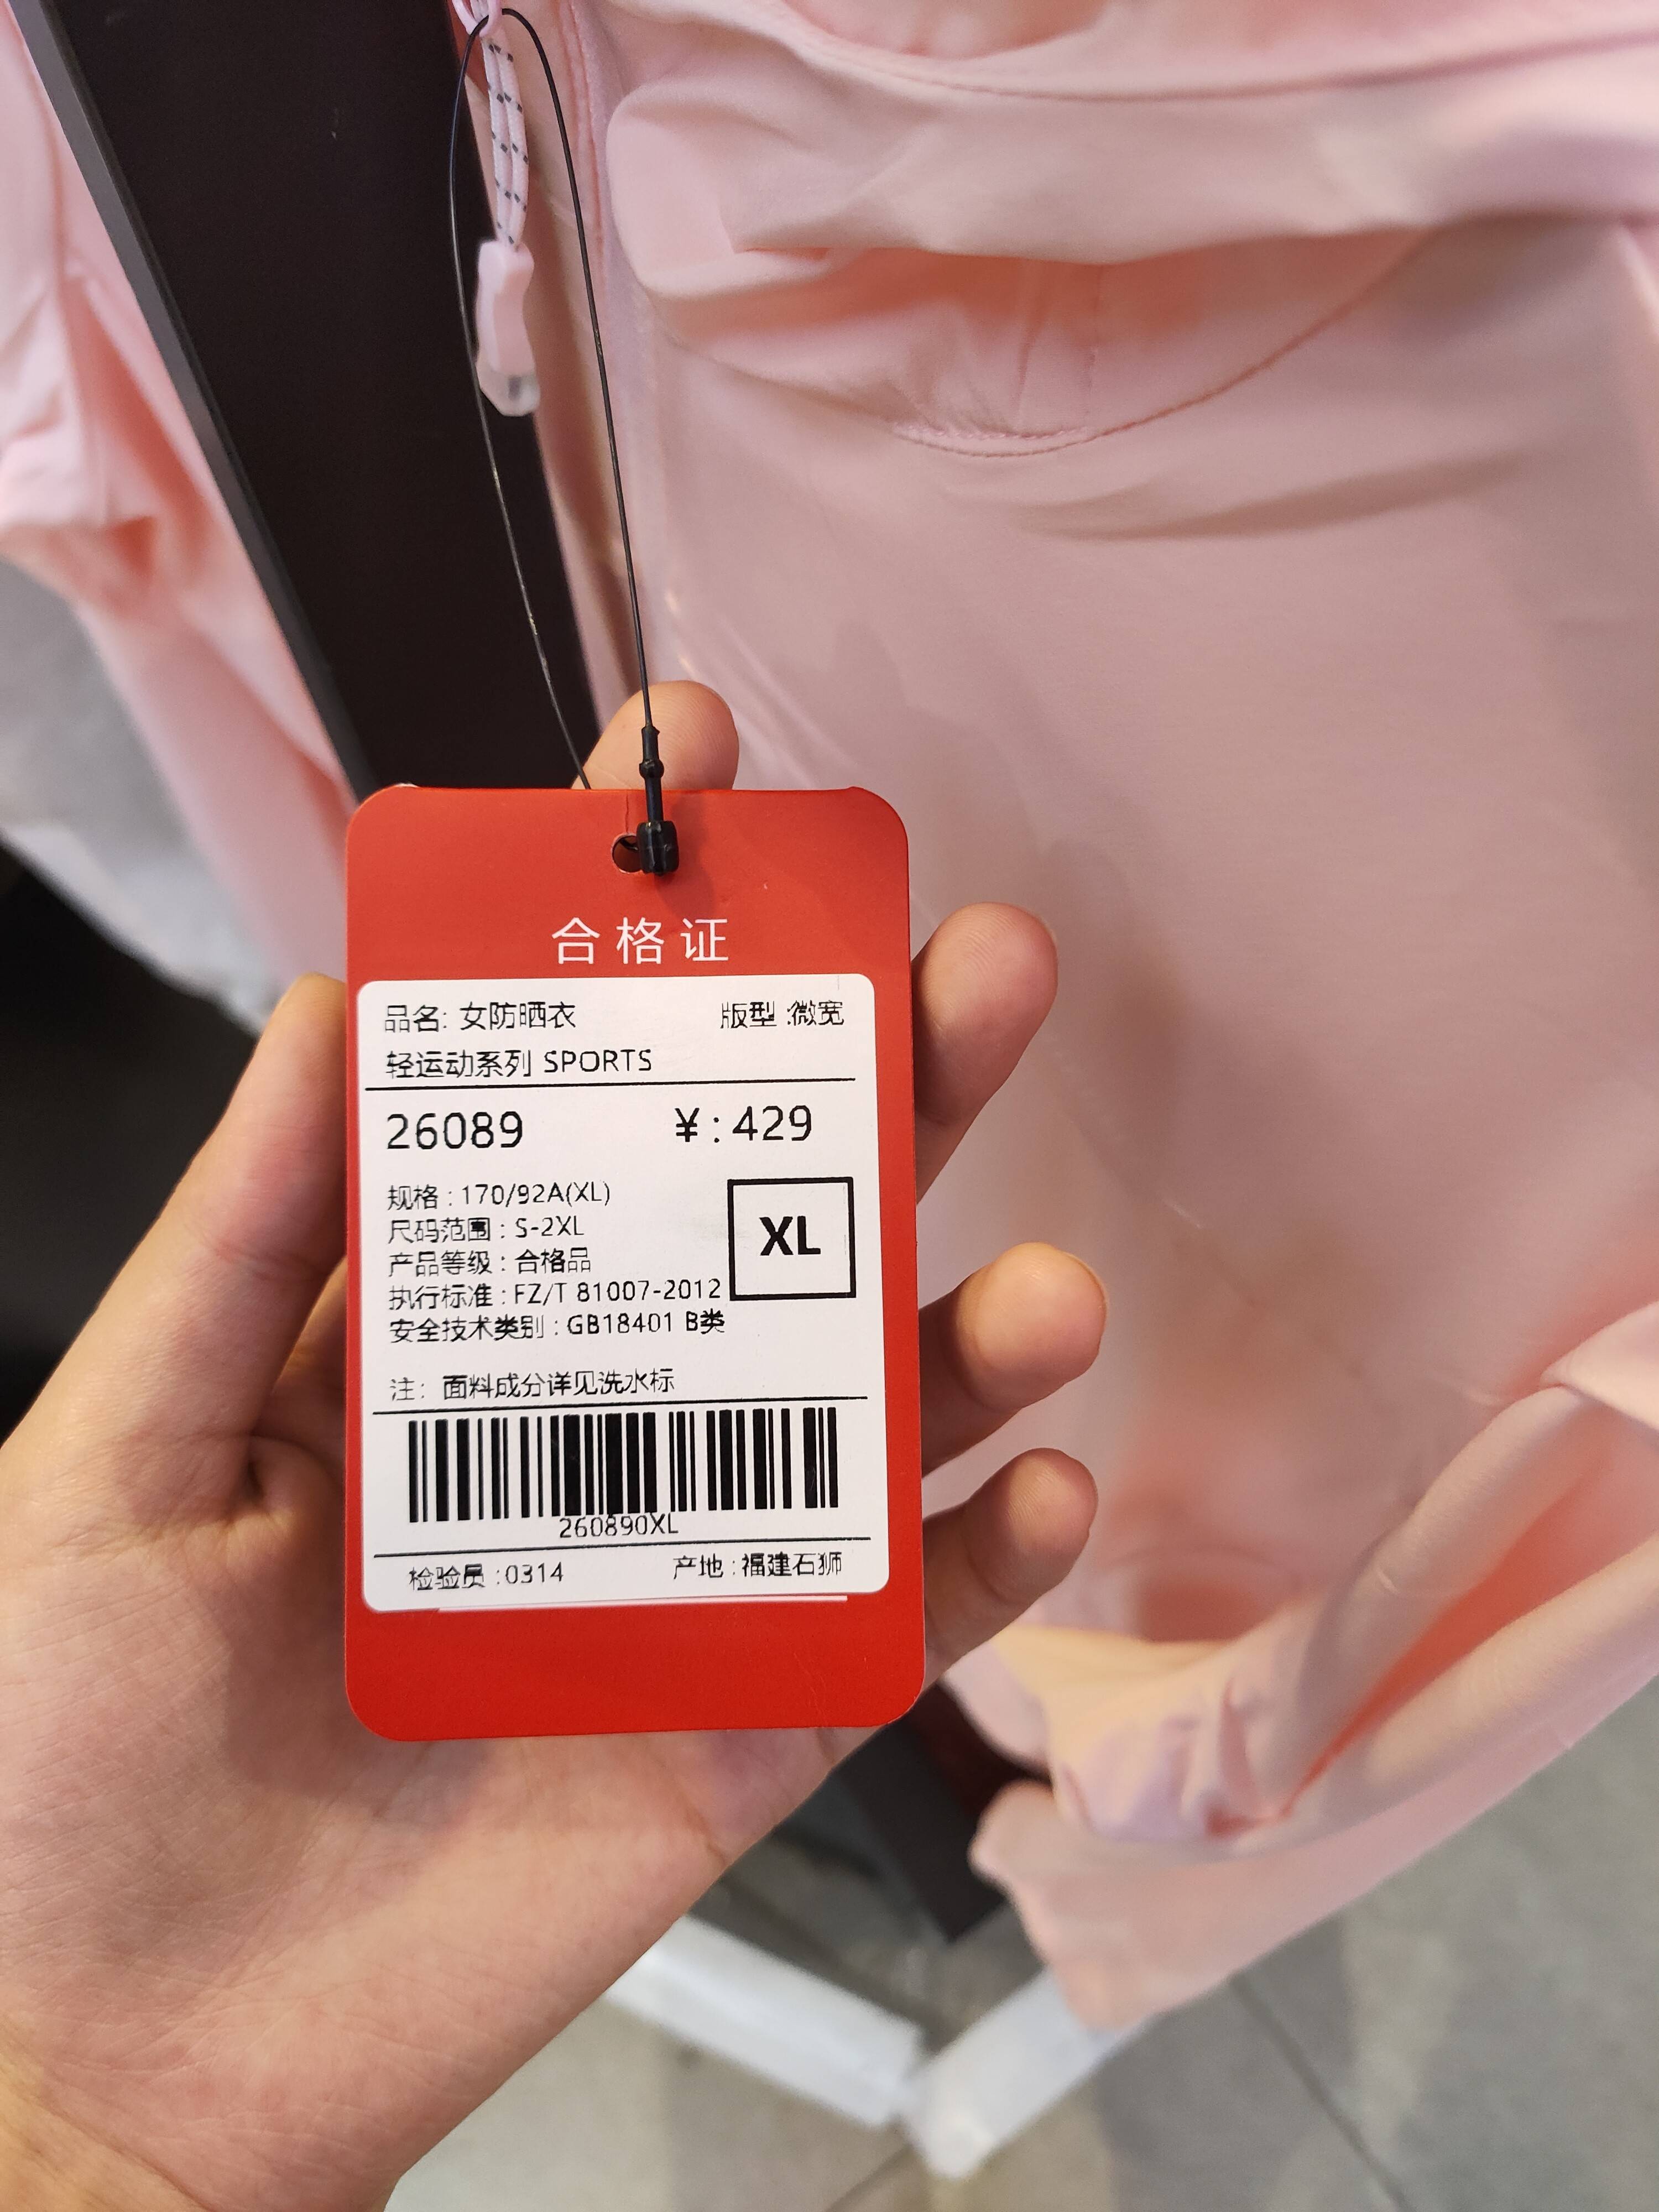 合格证
品名: 女防晒衣 版型:微宽
轻运动系列 SPORTS
26089 ¥:429
规格:170/92A(XL)
尺码范围:S-2XL
XL
产品等级:合格品
执行标准:FZ/T 81007-2012
安全技术类别:GB18401 B类
注: 面料成分详见洗水标
260890XL
检验员:0314 产地:福建石狮